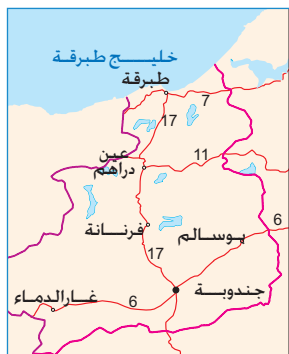 خليج طبرقة
طبرقة
7
17
عين
دراهم
11
فرنانة
بوسالم
6
17
جندوبة
غارالدماء
6